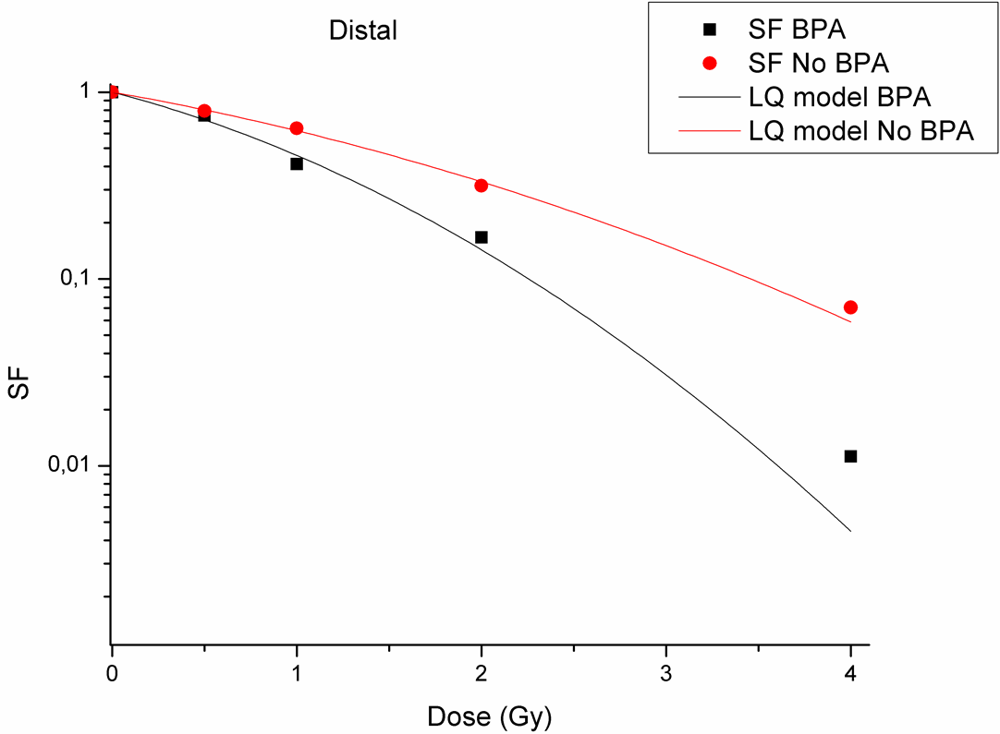 Distal
SF BPA
SF No BPA
LQ model BPA
LQ model No BPA
1
0,1
0,01
SF
0 1 2 3 4
Dose (Gy)